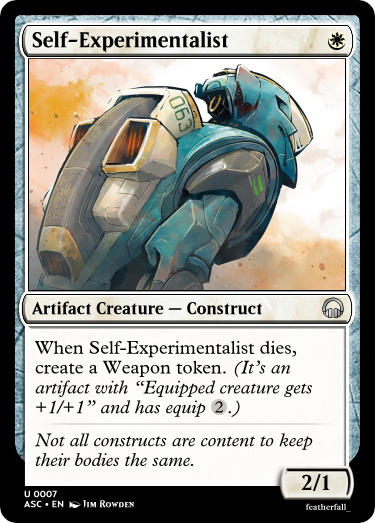 Self-Experimentalist
063
Artifact Creature — Construct
When Self-Experimentalist dies,
create a Weapon token. (It's an
artifact with “Equipped creature gets
+1/+1” and has equip 2.)
Not all constructs are content to keep
their bodies the same.
2/1
U 0007
ASC • EN Jim Rowden
featherfall_